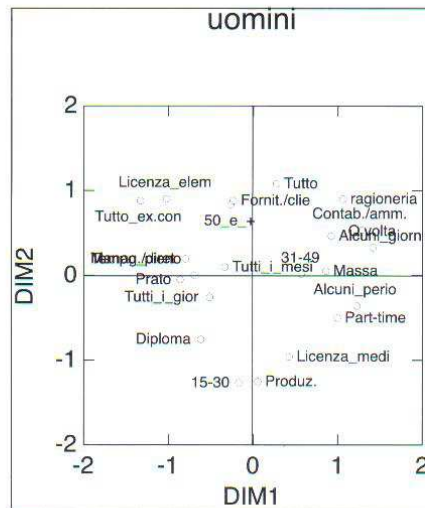 uomini
2
Licenza_elem
Tutto
Fornit./clie
ragioneria
1
Tutto_ex.con
50_e_+
Contab./amm.
Q.volta
Alcuni_giorn
DIM2
31-49
Tutti_i_mesi
Massa
0
Prato
Tutti_i_gior
Alcuni_perio
Part-time
Diploma
-1
Licenza_medi
15-30
Produz.
-2
-2 -1 0 1 2
DIM1